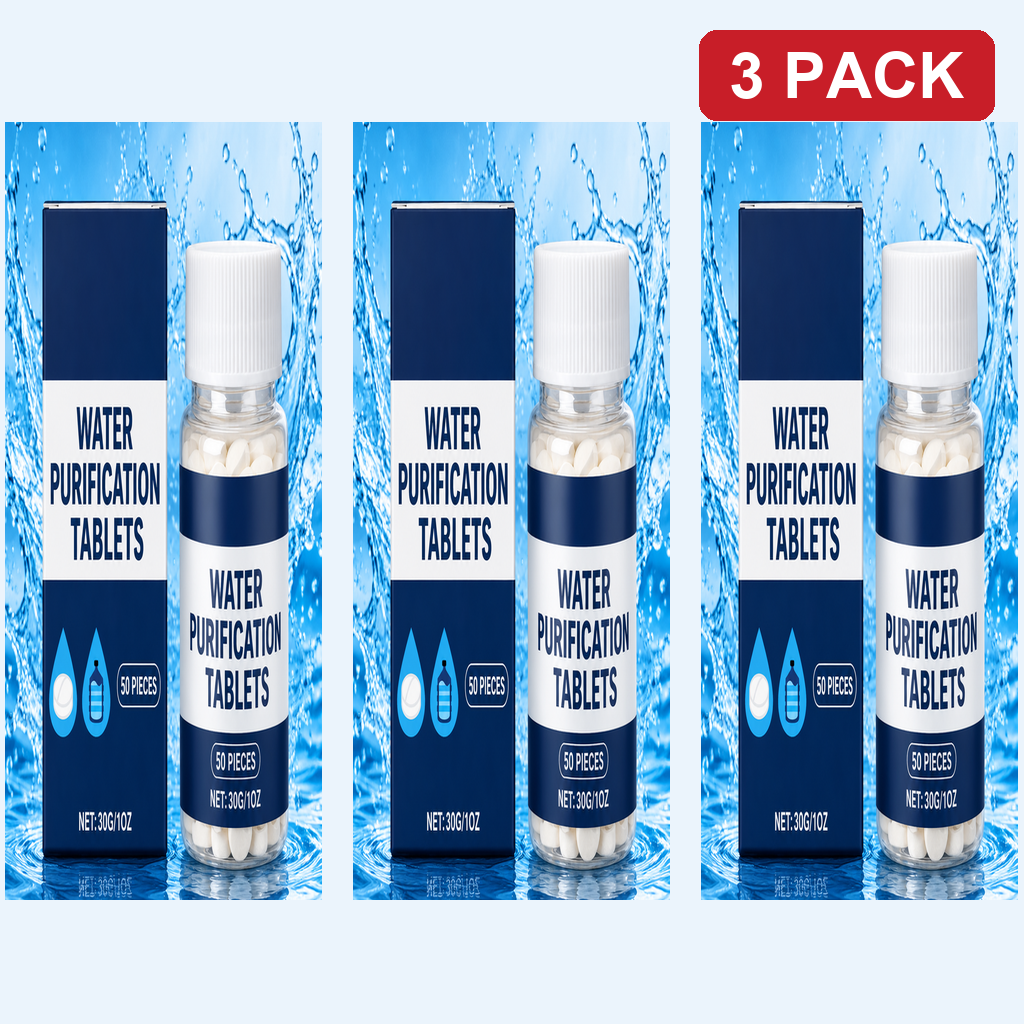 3 PACK
WATER
PURIFICATION
TABLETS
50 PIECES
NET:30G/1OZ
WATER
PURIFICATION
TABLETS
50 PIECES
NET:30G/1OZ
WATER
PURIFICATION
TABLETS
50 PIECES
NET:30G/1OZ
WATER
PURIFICATION
TABLETS
50 PIECES
NET:30G/1OZ
WATER
PURIFICATION
TABLETS
50 PIECES
NET:30G/1OZ
WATER
PURIFICATION
TABLETS
50 PIECES
NET:30G/1OZ